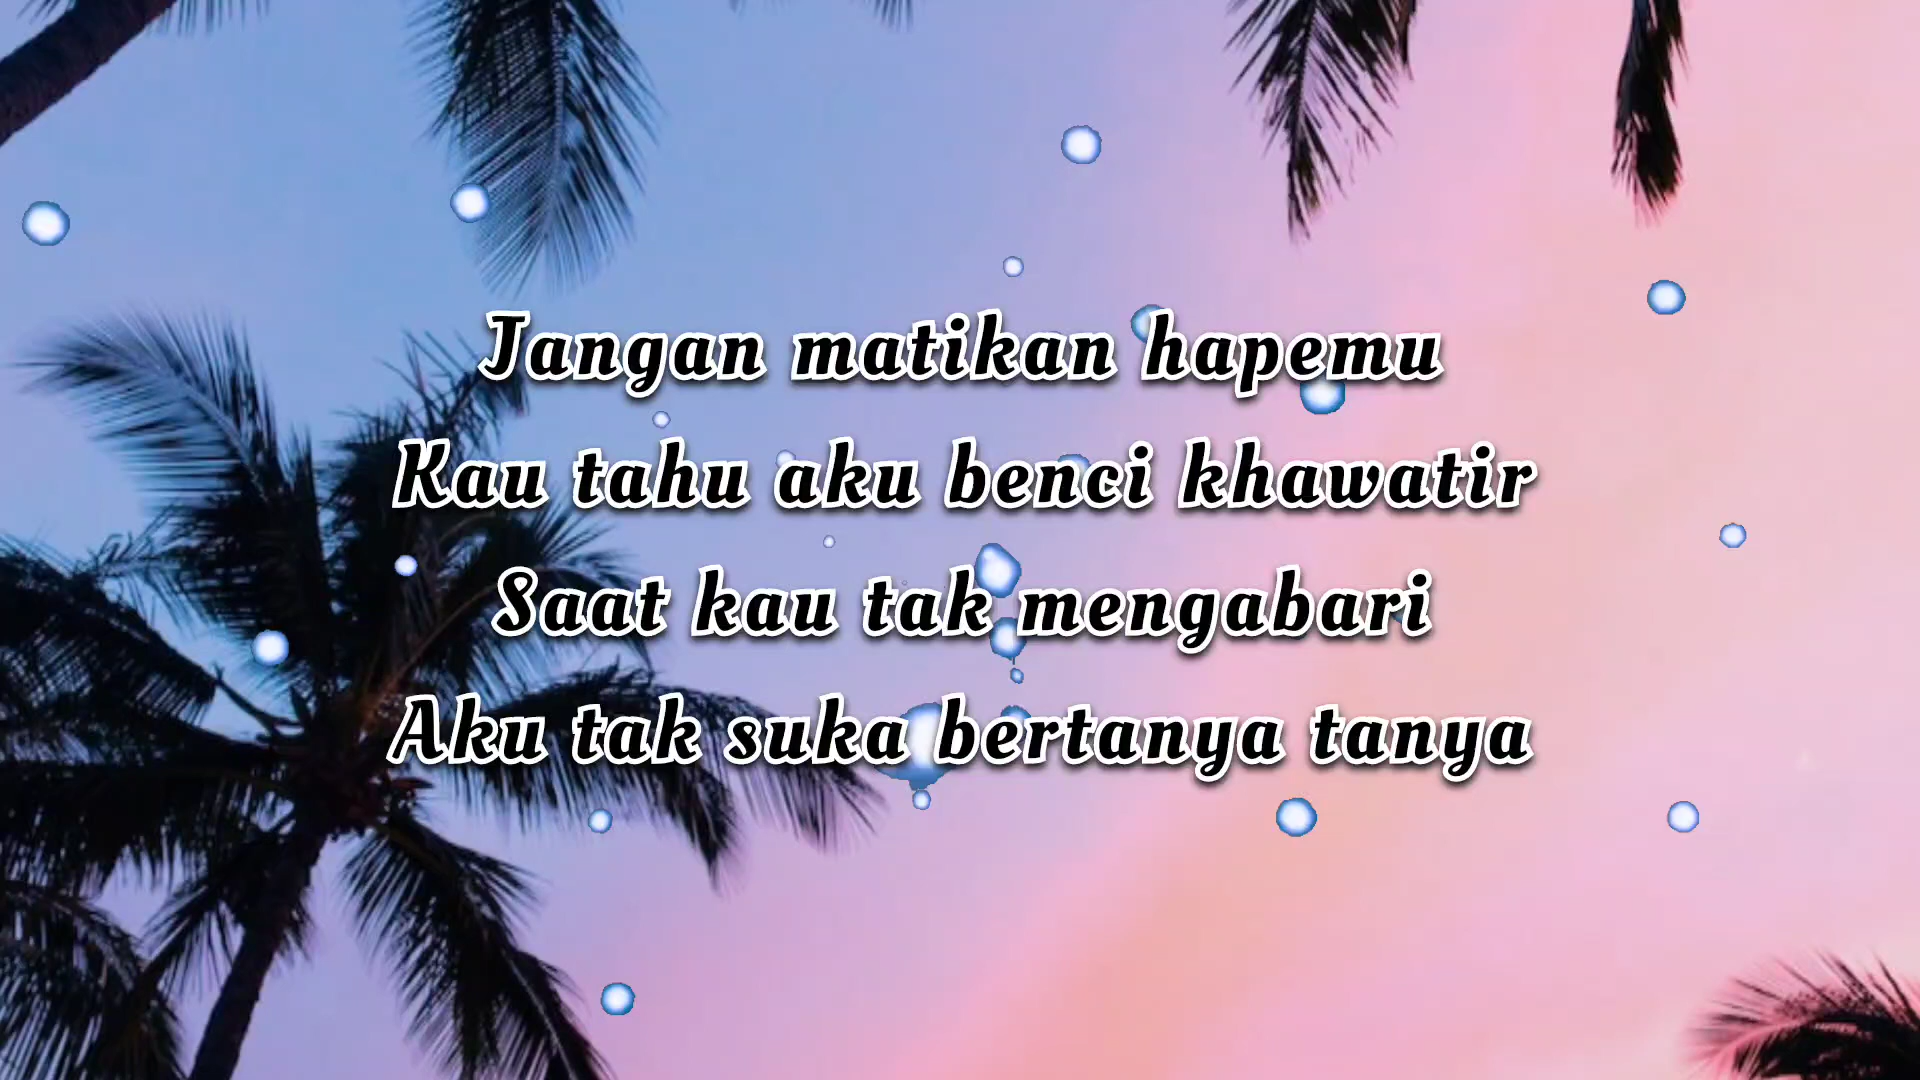 Jangan matikan hapemu
Kau tahu aku benci khawatir
Saat kau tak mengabari
Aku tak suka bertanya tanya